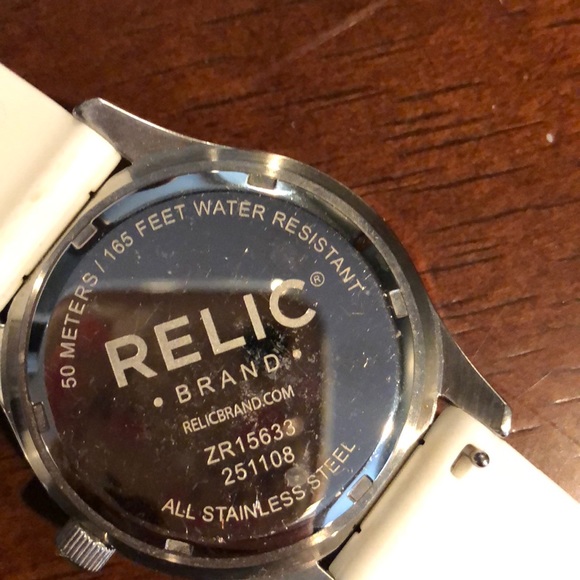 50 METERS / 165 FEET WATER RESISTANT
RELIC®
• BRAND •
RELICBRAND.COM
ZR15633
251108
ALL STAINLESS STEEL